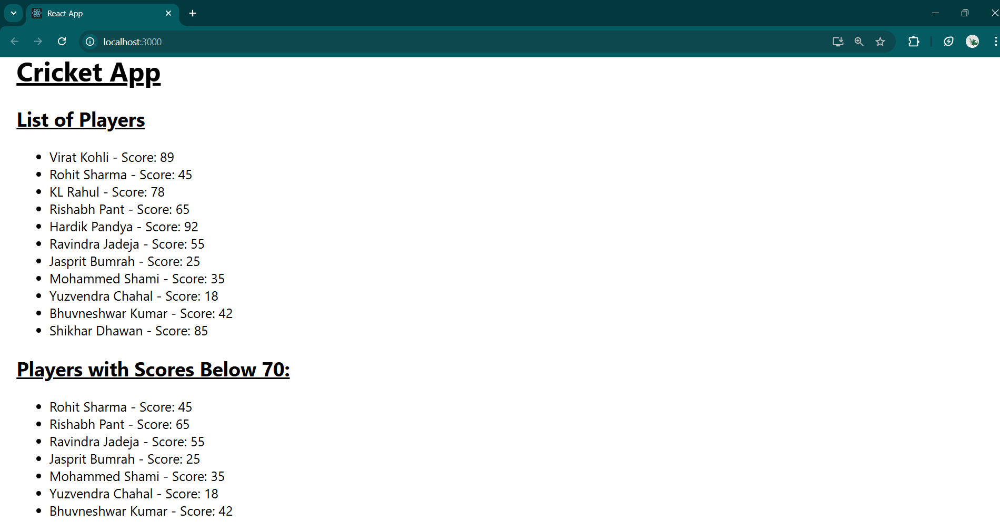 React App
localhost:3000
Cricket App
List of Players
Virat Kohli - Score: 89
Rohit Sharma - Score: 45
KL Rahul - Score: 78
Rishabh Pant - Score: 65
Hardik Pandya - Score: 92
Ravindra Jadeja - Score: 55
Jasprit Bumrah - Score: 25
Mohammed Shami - Score: 35
Yuzvendra Chahal - Score: 18
Bhuvneshwar Kumar - Score: 42
Shikhar Dhawan - Score: 85
Players with Scores Below 70:
Rohit Sharma - Score: 45
Rishabh Pant - Score: 65
Ravindra Jadeja - Score: 55
Jasprit Bumrah - Score: 25
Mohammed Shami - Score: 35
Yuzvendra Chahal - Score: 18
Bhuvneshwar Kumar - Score: 42